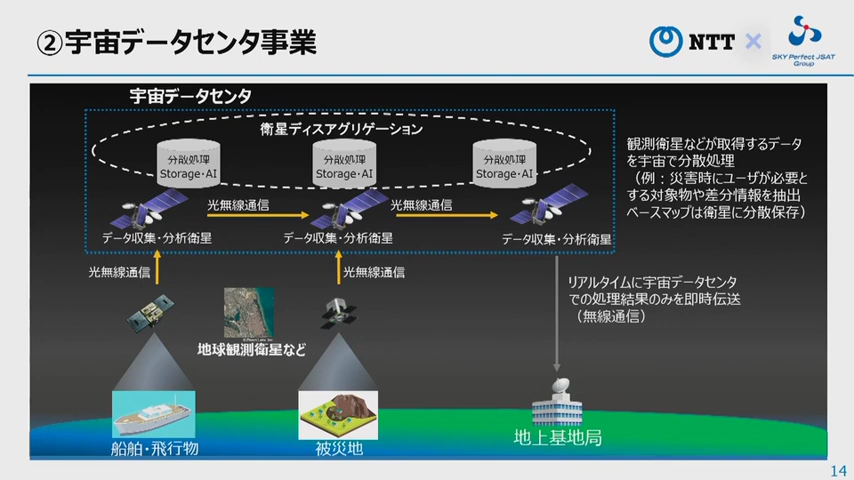 ②宇宙データセンタ事業
NTT
×
SKY Perfect JSAT
Group
宇宙データセンタ
衛星ディスアグリゲーション
分散処理
Storage・AI
分散処理
Storage・AI
分散処理
Storage・AI
光無線通信
光無線通信
データ収集・分析衛星
データ収集・分析衛星
データ収集・分析衛星
観測衛星などが取得するデータ
を宇宙で分散処理
（例：災害時にユーザが必要と
する対象物や差分情報を抽出
ベースマップは衛星に分散保存）
光無線通信
光無線通信
リアルタイムに宇宙データセンタ
での処理結果のみを即時伝送
（無線通信）
地球観測衛星など
船舶・飛行物
被災地
地上基地局
14